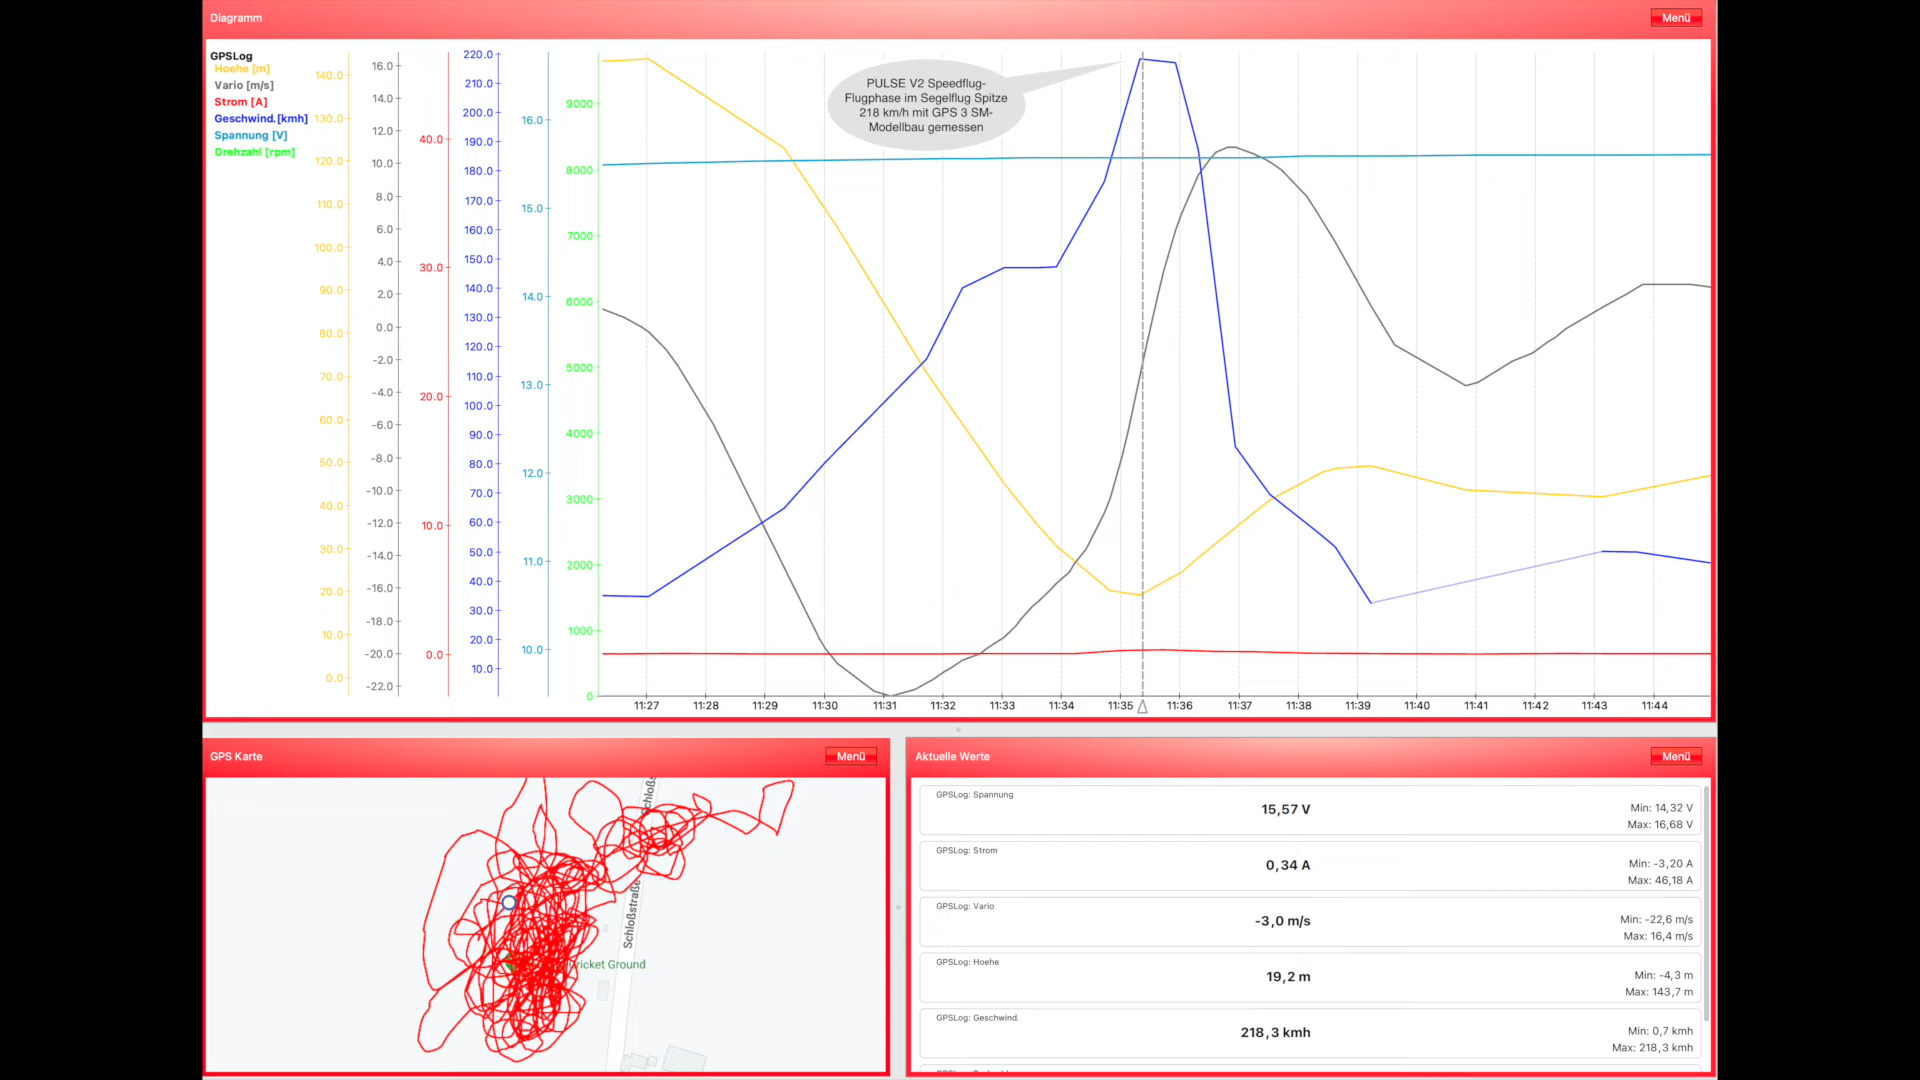 Diagramm
Menü
GPSLog
Hoehe [m]
Vario [m/s]
Strom [A]
Geschwind.[kmh]
Spannung [V]
Drehzahl [rpm]
140.0
130.0
120.0
110.0
100.0
90.0
80.0
70.0
60.0
50.0
40.0
30.0
20.0
10.0
0.0
16.0
14.0
12.0
10.0
8.0
6.0
4.0
2.0
0.0
-2.0
-4.0
-6.0
-8.0
-10.0
-12.0
-14.0
-16.0
-18.0
-20.0
-22.0
40.0
30.0
20.0
10.0
0.0
220.0
210.0
200.0
190.0
180.0
170.0
160.0
150.0
140.0
130.0
120.0
110.0
100.0
90.0
80.0
70.0
60.0
50.0
40.0
30.0
20.0
10.0
16.0
15.0
14.0
13.0
12.0
11.0
10.0
9000
8000
7000
6000
5000
4000
3000
2000
1000
0
PULSE V2 Speedflug-
Flugphase im Segelflug Spitze
218 km/h mit GPS 3 SM-
Modellbau gemessen
11:27 11:28 11:29 11:30 11:31 11:32 11:33 11:34 11:35 11:36 11:37 11:38 11:39 11:40 11:41 11:42 11:43 11:44
GPS Karte
Menü
Schloßstraße
Cricket Ground
Aktuelle Werte
Menü
GPSLog: Spannung
15,57 V
Min: 14,32 V
Max: 16,68 V
GPSLog: Strom
0,34 A
Min: -3,20 A
Max: 46,18 A
GPSLog: Vario
-3,0 m/s
Min: -22,6 m/s
Max: 16,4 m/s
GPSLog: Hoehe
19,2 m
Min: -4,3 m
Max: 143,7 m
GPSLog: Geschwind.
218,3 kmh
Min: 0,7 kmh
Max: 218,3 kmh